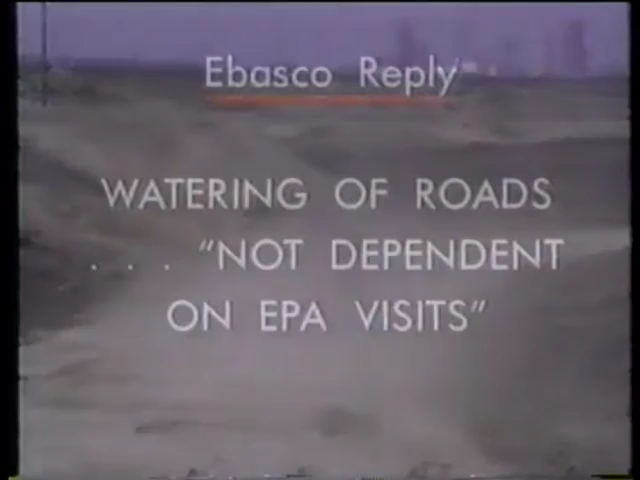 Ebasco Reply
WATERING OF ROADS
. . . “NOT DEPENDENT
ON EPA VISITS”